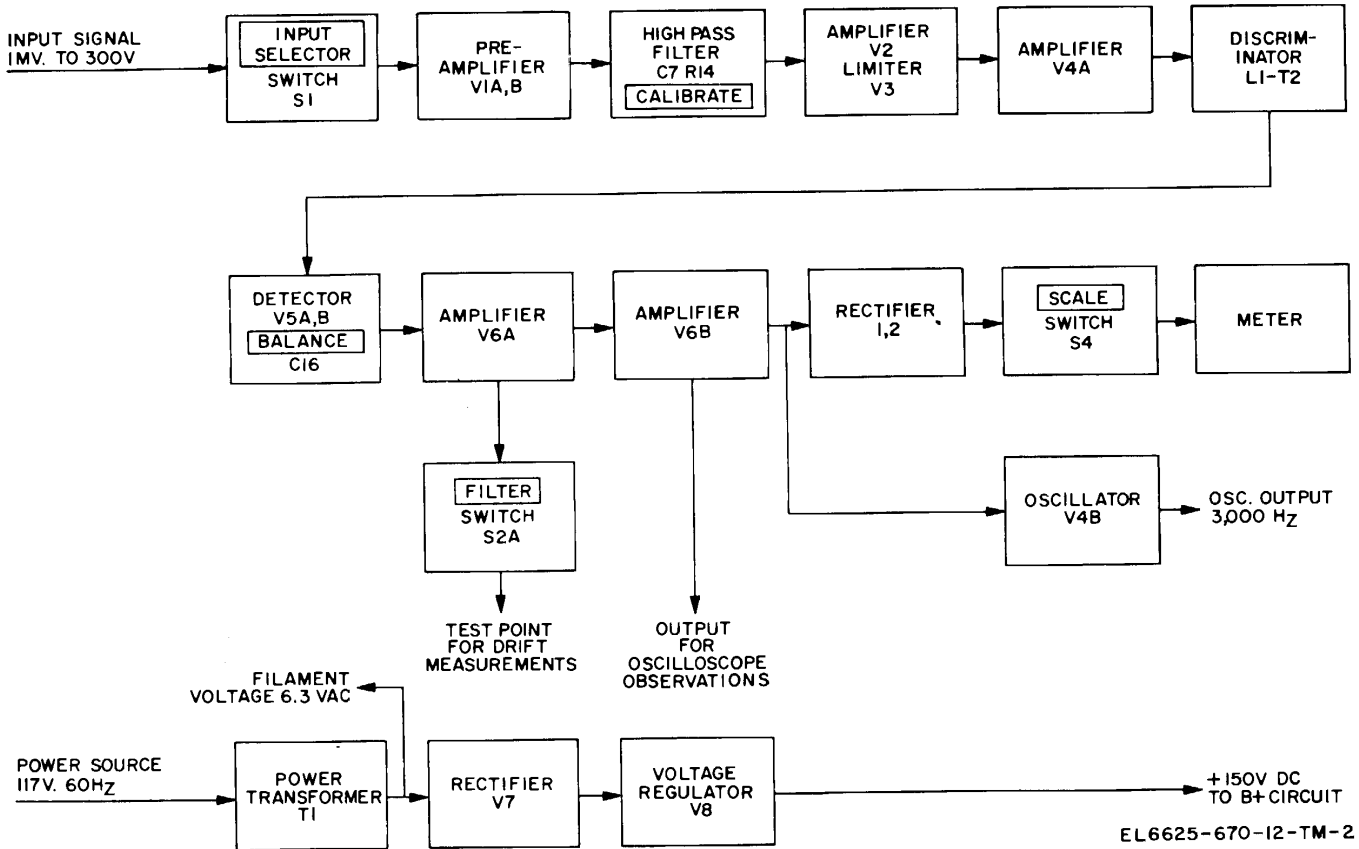 INPUT SIGNAL
1MV. TO 300V
INPUT
SELECTOR
SWITCH
S1
PRE-
AMPLIFIER
V1A,B
HIGH PASS
FILTER
C7 R14
CALIBRATE
AMPLIFIER
V2
LIMITER
V3
AMPLIFIER
V4A
DISCRIM-
INATOR
L1-T2
DETECTOR
V5A,B
BALANCE
C16
AMPLIFIER
V6A
AMPLIFIER
V6B
RECTIFIER
1,2
SCALE
SWITCH
S4
METER
FILTER
SWITCH
S2A
OSCILLATOR
V4B
OSC. OUTPUT
3,000 HZ
TEST POINT
FOR DRIFT
MEASUREMENTS
OUTPUT
FOR
OSCILLOSCOPE
OBSERVATIONS
FILAMENT
VOLTAGE 6.3 VAC
POWER SOURCE
117V. 60HZ
POWER
TRANSFORMER
T1
RECTIFIER
V7
VOLTAGE
REGULATOR
V8
+150V DC
TO B+ CIRCUIT
EL6625-670-12-TM-2